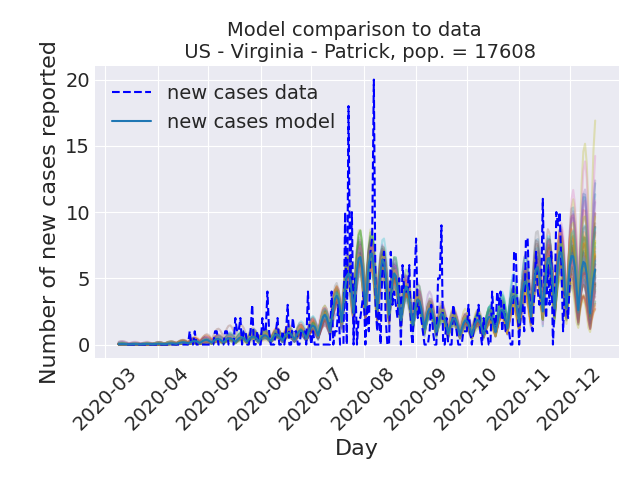 Model comparison to data
US - Virginia - Patrick, pop. = 17608
Number of new cases reported
20
15
10
5
0
new cases data
new cases model
2020-03
2020-04
2020-05
2020-06
2020-07
2020-08
2020-09
2020-10
2020-11
2020-12
Day